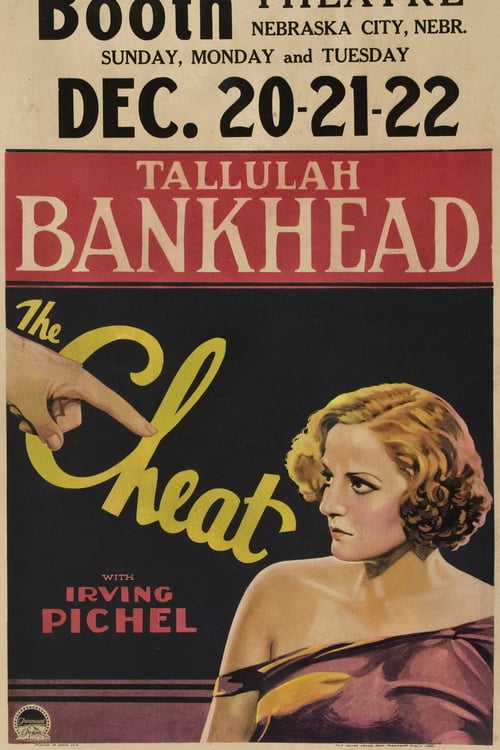 Booth THEATRE
NEBRASKA CITY, NEBR.
SUNDAY, MONDAY and TUESDAY
DEC. 20-21-22
TALLULAH
BANKHEAD
The
Cheat
WITH
IRVING
PICHEL
Paramount